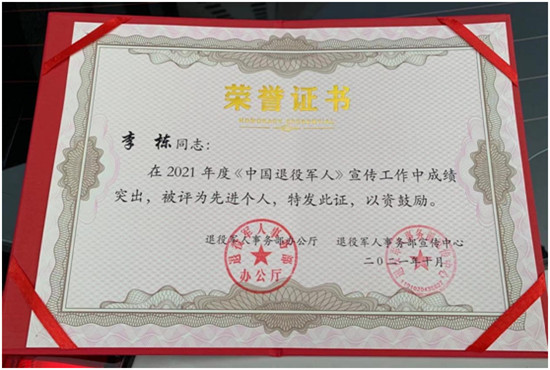 荣誉证书
李 栋同志：
在2021年度《中国退役军人》宣传工作中成绩
突出，被评为先进个人，特发此证，以资鼓励。
退役军人事务部办公厅 退役军人事务部宣传中心
二〇二一年十月
办公厅